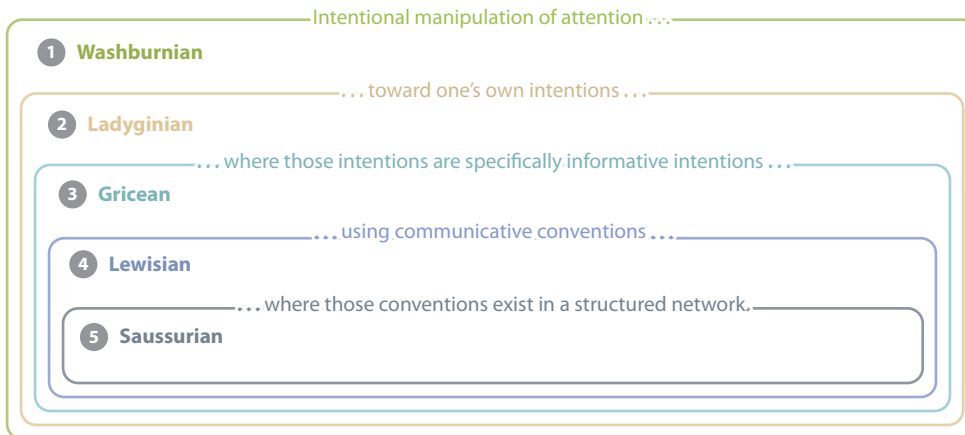 Intentional manipulation of attention . . .
1 Washburnian
. . . toward one’s own intentions . . .
2 Ladyginian
. . . where those intentions are specifically informative intentions . . .
3 Gricean
. . . using communicative conventions . . .
4 Lewisian
. . . where those conventions exist in a structured network.
5 Saussurian